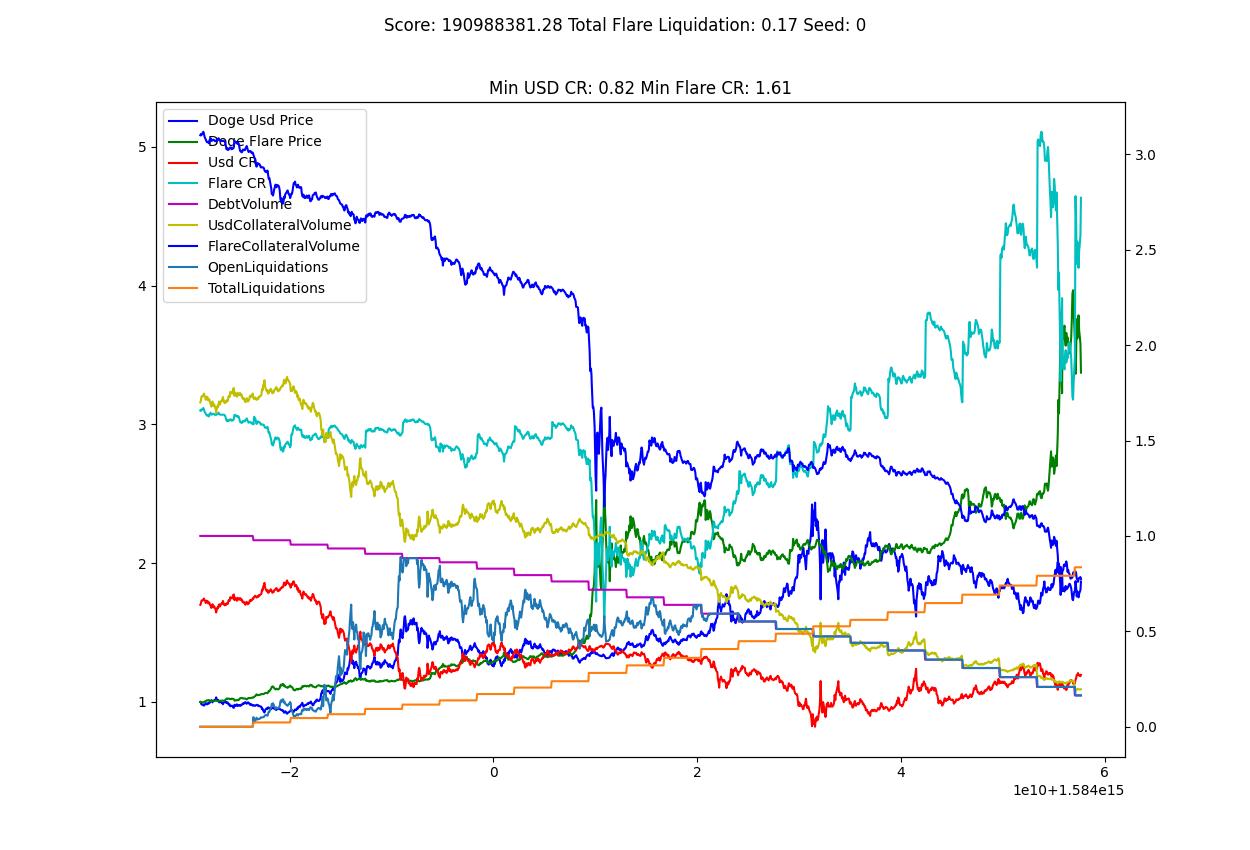 Score: 190988381.28 Total Flare Liquidation: 0.17 Seed: 0
Min USD CR: 0.82 Min Flare CR: 1.61
Doge Usd Price
Doge Flare Price
Usd CR
Flare CR
DebtVolume
UsdCollateralVolume
FlareCollateralVolume
OpenLiquidations
TotalLiquidations
5
4
3
2
1
3.0
2.5
2.0
1.5
1.0
0.5
0.0
−2
0
2
4
6
1e10+1.584e15